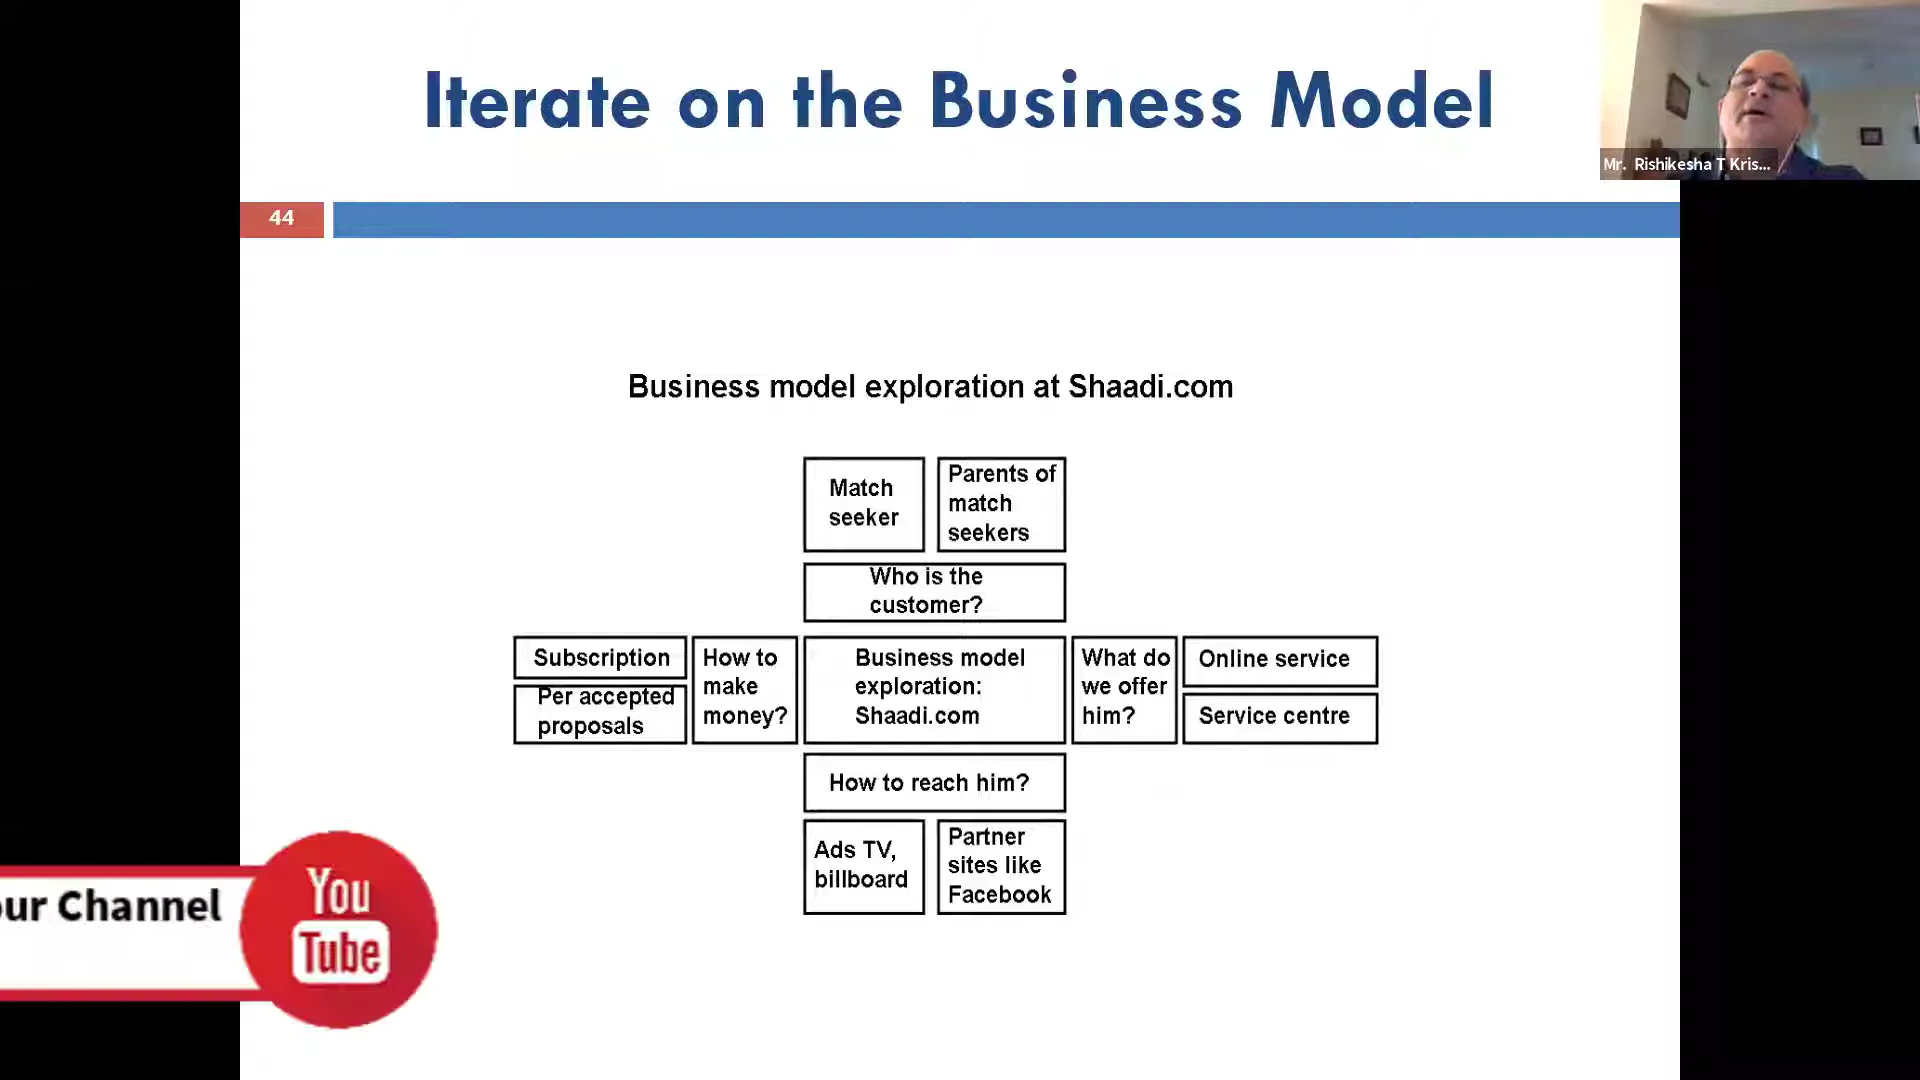 Iterate on the Business Model
Mr. Rishikesha T Kris...
44
Business model exploration at Shaadi.com
Match
seeker
Parents of
match
seekers
Who is the
customer?
Subscription
Per accepted
proposals
How to
make
money?
Business model
exploration:
Shaadi.com
What do
we offer
him?
Online service
Service centre
How to reach him?
Ads TV,
billboard
Partner
sites like
Facebook
our Channel
You
Tube